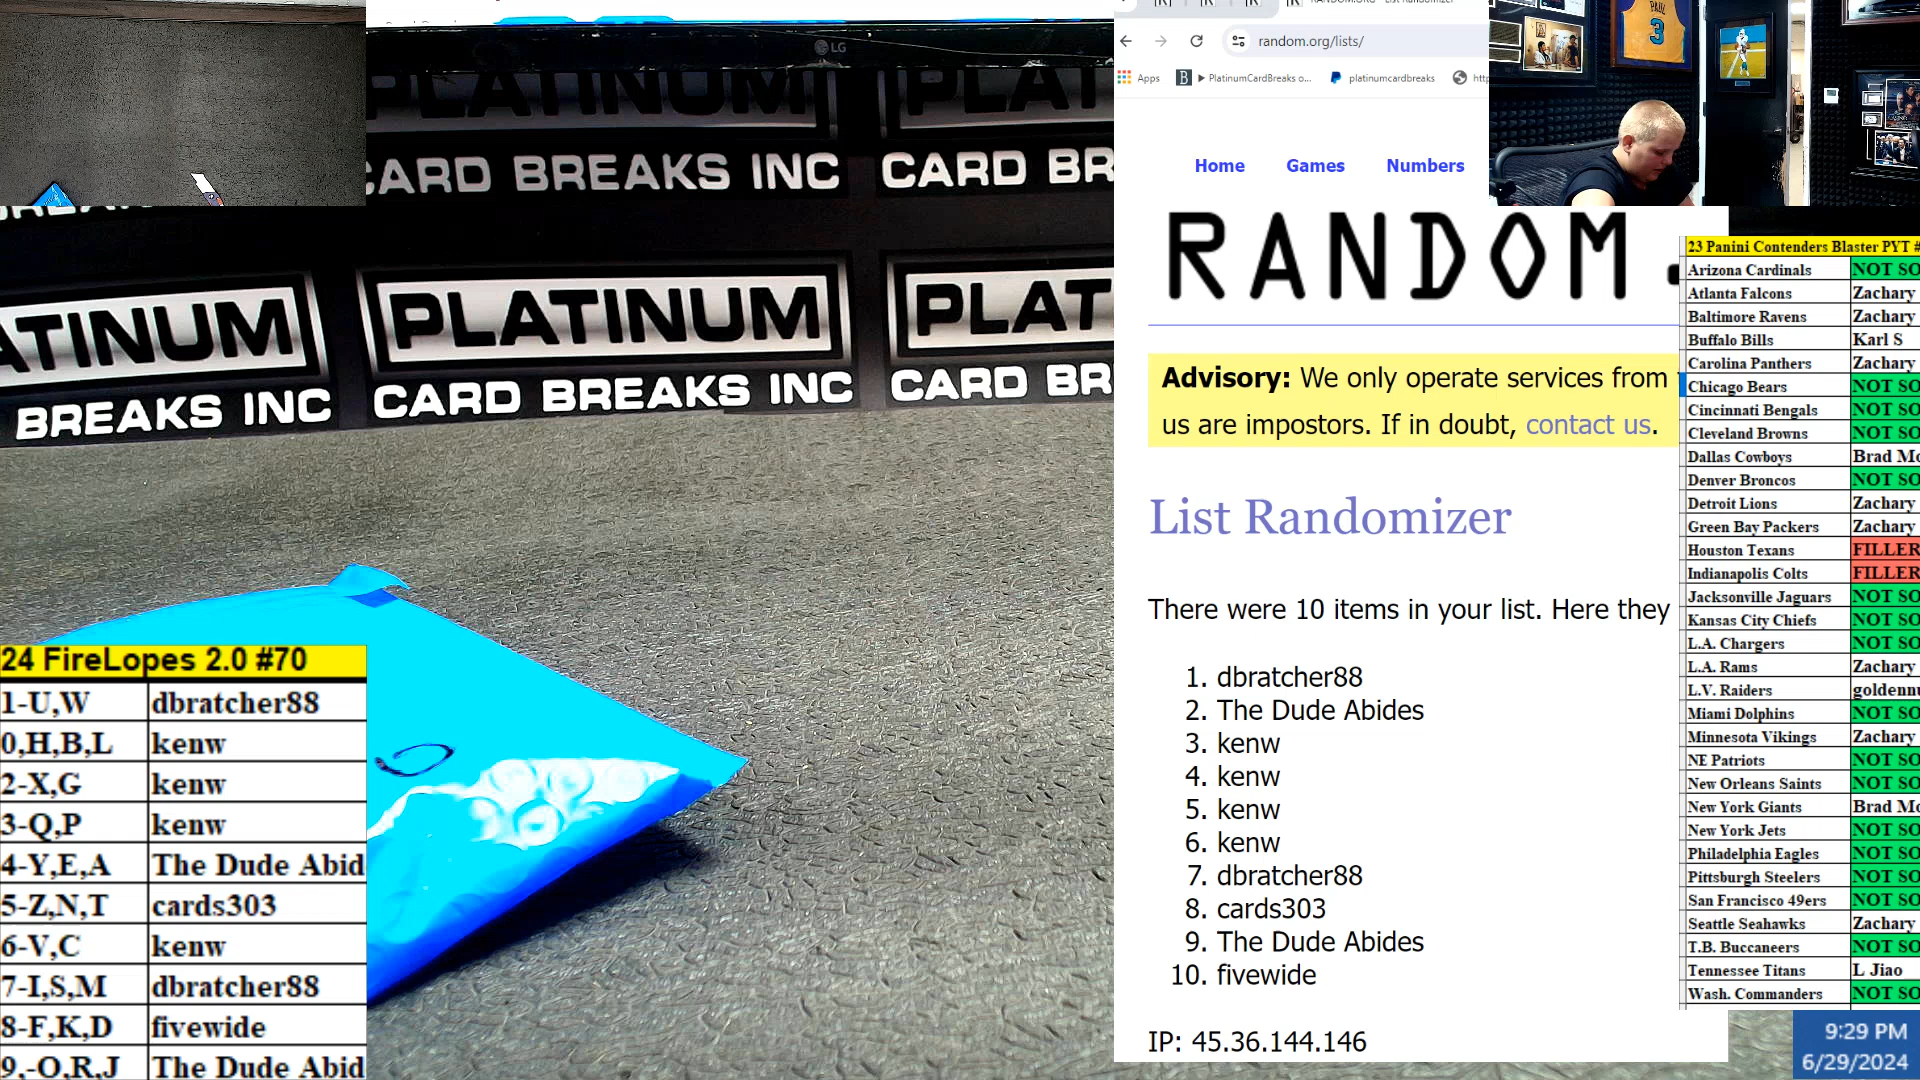 LG
PLATINUM
PLAT
CARD BREAKS INC
CARD BR
ATINUM
PLATINUM
PLAT
BREAKS INC
CARD BREAKS INC
CARD BR
24 FireLopes 2.0 #70
1-U,W dbratcher88
0,H,B,L kenw
2-X,G kenw
3-Q,P kenw
4-Y,E,A The Dude Abid
5-Z,N,T cards303
6-V,C kenw
7-I,S,M dbratcher88
8-F,K,D fivewide
9,-O,R,J The Dude Abid
random.org/lists/
Apps
PlatinumCardBreaks o...
platinumcardbreaks
Home Games Numbers
RANDOM.
Advisory: We only operate services from
us are impostors. If in doubt, contact us.
List Randomizer
There were 10 items in your list. Here they
1. dbratcher88
2. The Dude Abides
3. kenw
4. kenw
5. kenw
6. kenw
7. dbratcher88
8. cards303
9. The Dude Abides
10. fivewide
IP: 45.36.144.146
3
23 Panini Contenders Blaster PYT #
Arizona Cardinals NOT SO
Atlanta Falcons Zachary
Baltimore Ravens Zachary
Buffalo Bills Karl S
Carolina Panthers Zachary
Chicago Bears NOT SO
Cincinnati Bengals NOT SO
Cleveland Browns NOT SO
Dallas Cowboys Brad Mc
Denver Broncos NOT SO
Detroit Lions Zachary
Green Bay Packers Zachary
Houston Texans FILLER
Indianapolis Colts FILLER
Jacksonville Jaguars NOT SO
Kansas City Chiefs NOT SO
L.A. Chargers NOT SO
L.A. Rams Zachary
L.V. Raiders goldennu
Miami Dolphins NOT SO
Minnesota Vikings Zachary
NE Patriots NOT SO
New Orleans Saints NOT SO
New York Giants Brad Mc
New York Jets NOT SO
Philadelphia Eagles NOT SO
Pittsburgh Steelers NOT SO
San Francisco 49ers NOT SO
Seattle Seahawks Zachary
T.B. Buccaneers NOT SO
Tennessee Titans L Jiao
Wash. Commanders NOT SO
9:29 PM
6/29/2024